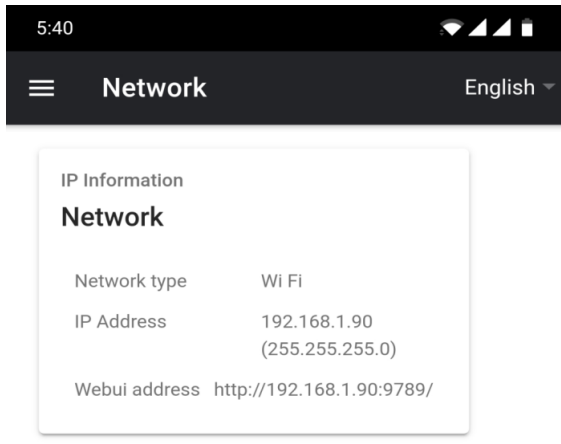 5:40
Network English
IP Information
Network
Network type Wi Fi
IP Address 192.168.1.90
(255.255.255.0)
Webui address http://192.168.1.90:9789/